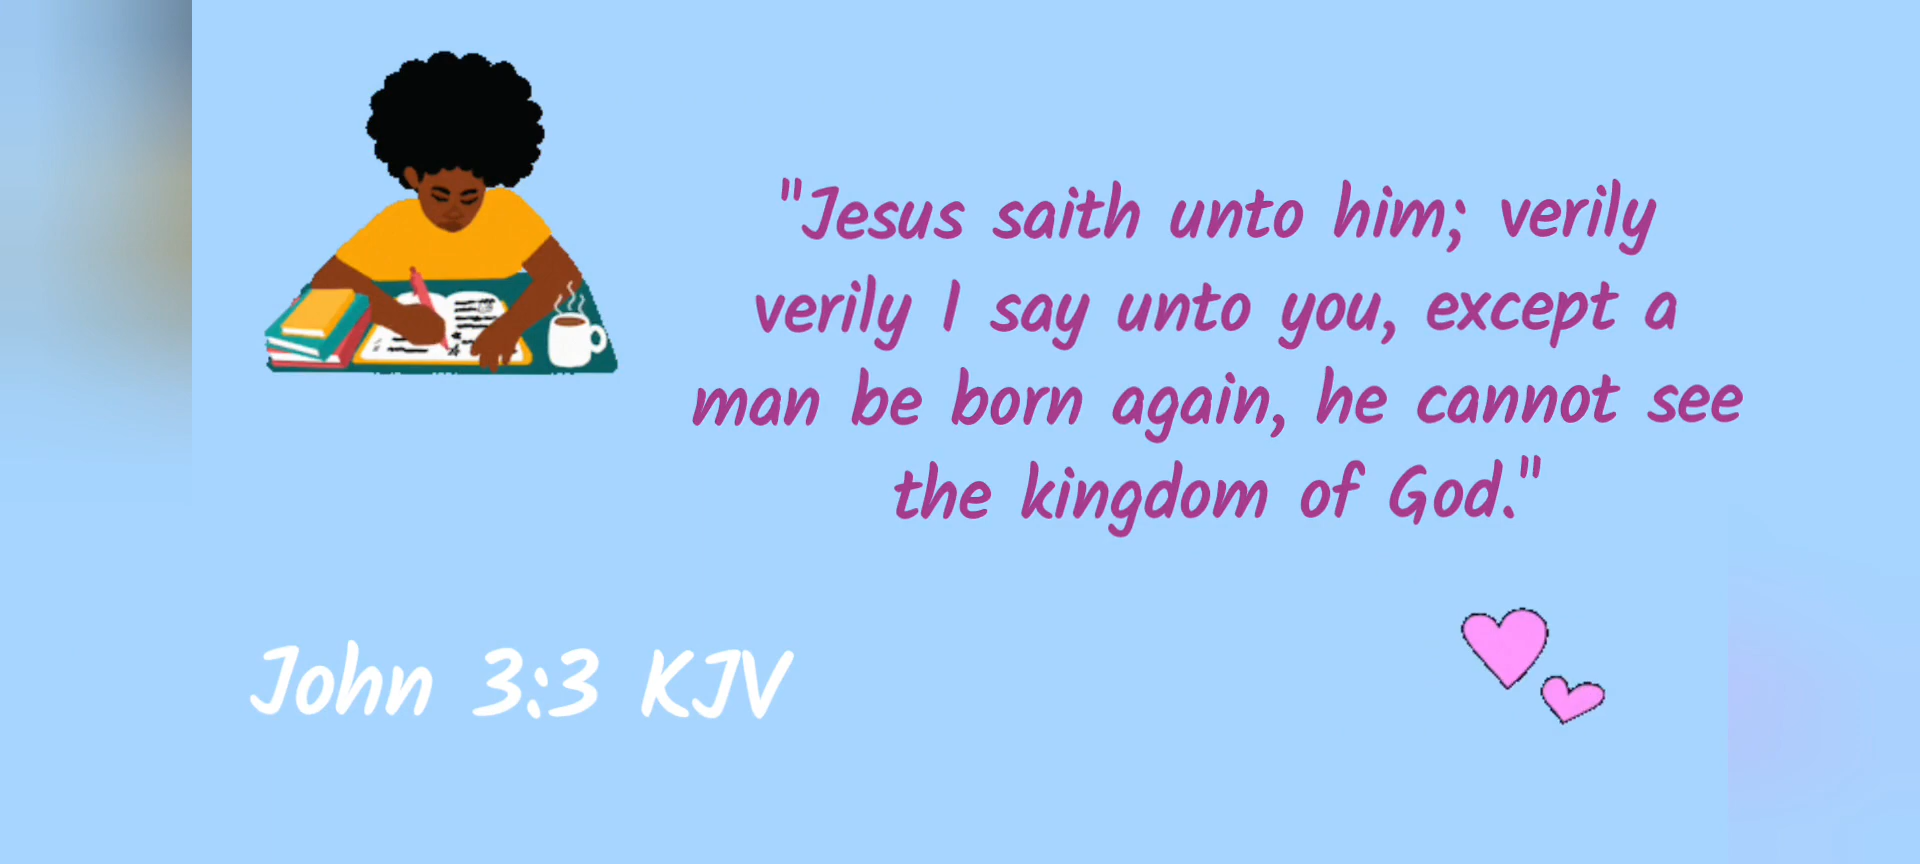 "Jesus saith unto him; verily
verily I say unto you, except a
man be born again, he cannot see
the kingdom of God."
John 3:3 KJV